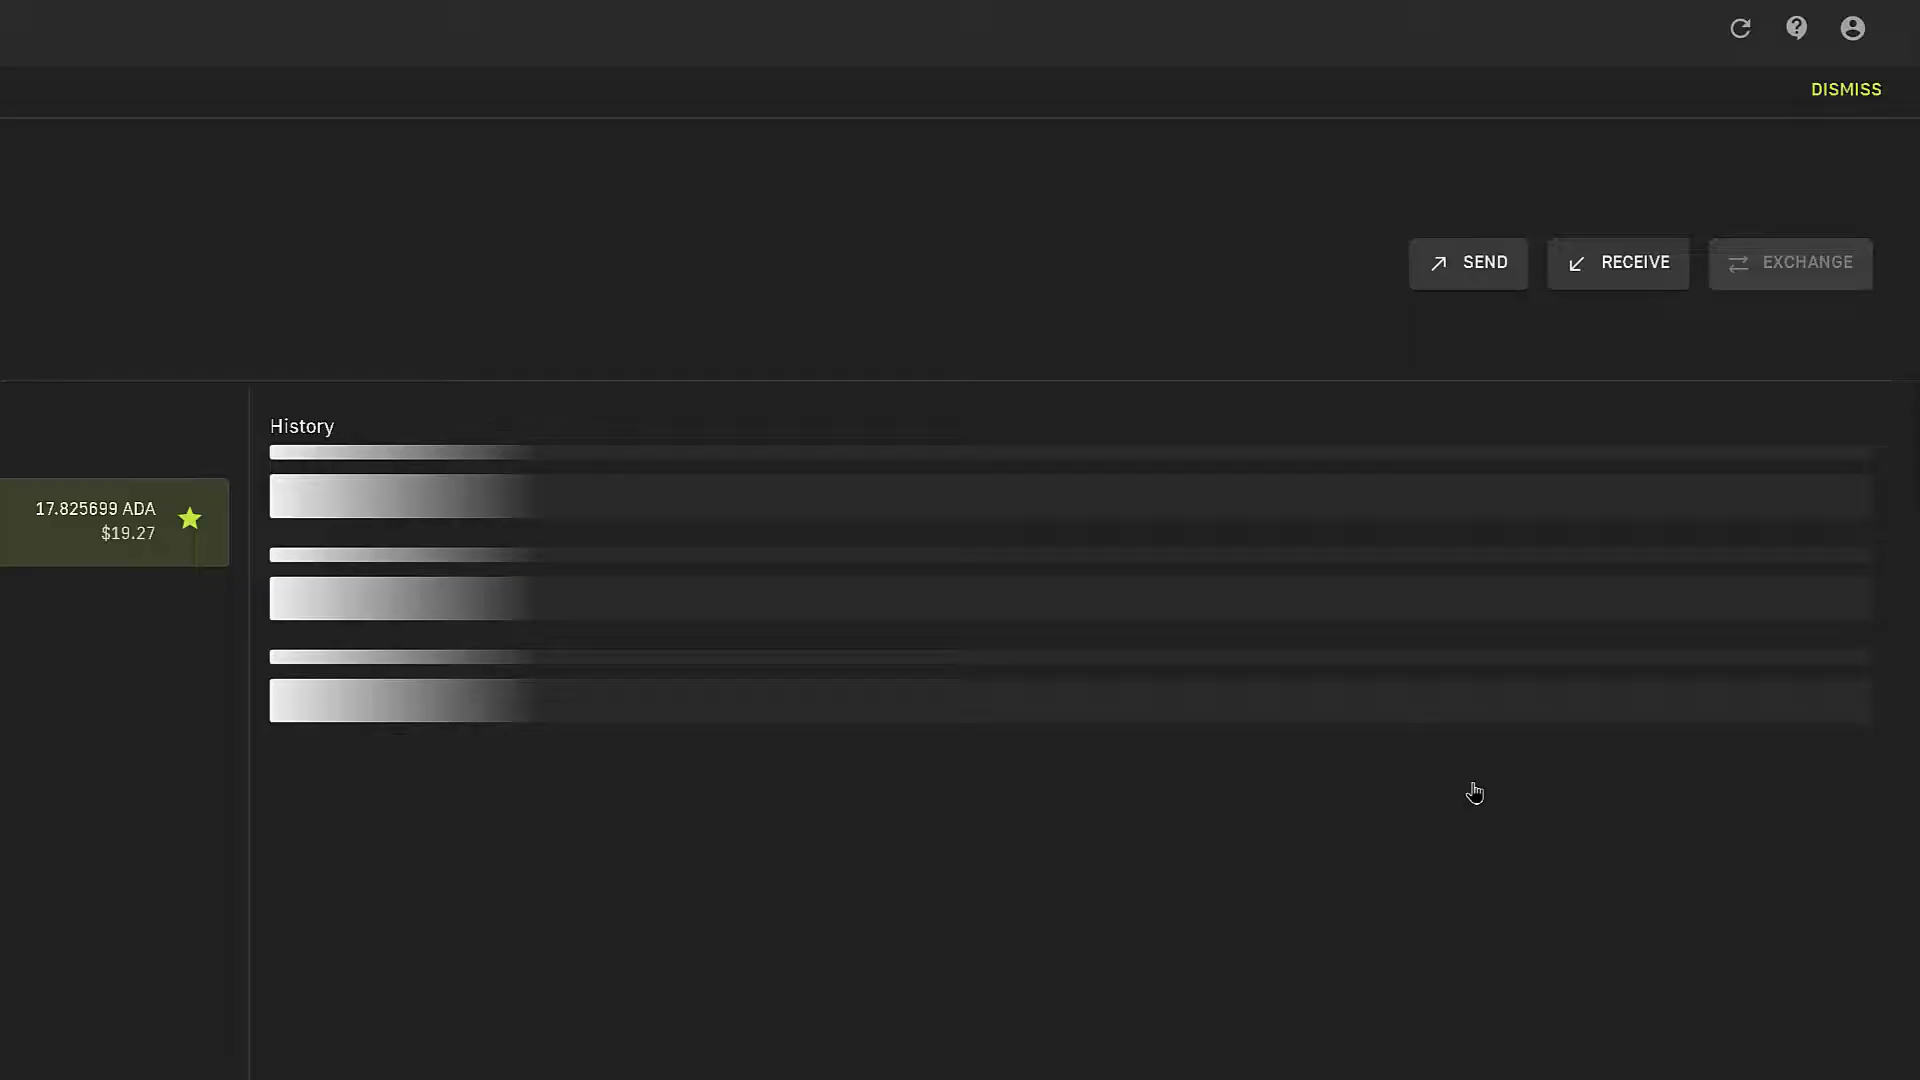 DISMISS
SEND
RECEIVE
EXCHANGE
History
17.825699 ADA
$19.27